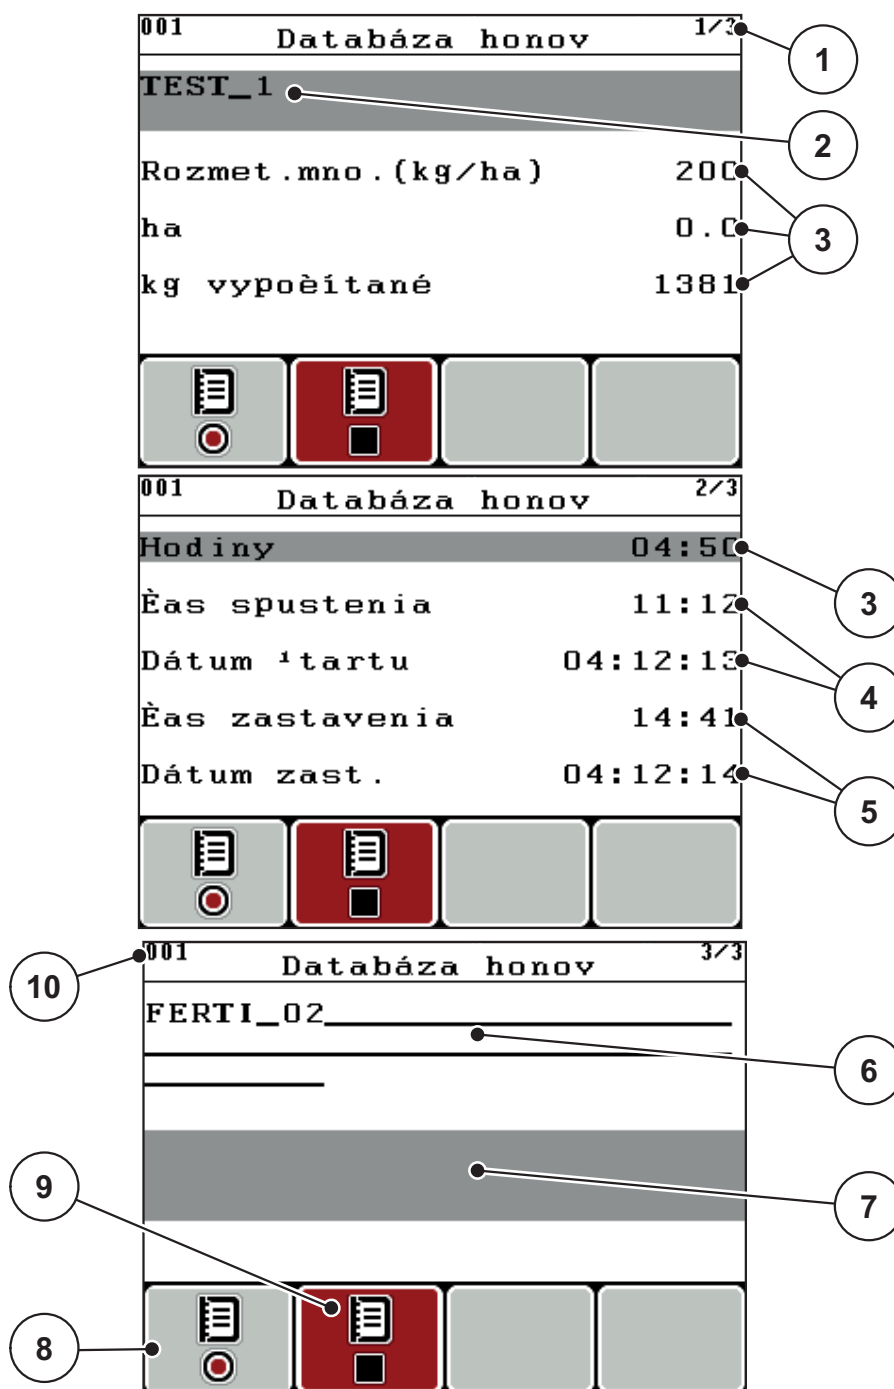 001 Databáza honov 1/3
1
TEST_1
2
Rozmet.mno.(kg/ha) 200
ha 0.0
3
kg vypoèítané 1381
001 Databáza honov 2/3
Hodiny 04:50
3
Èas spustenia 11:12
Dátum ¹tartu 04:12:13
4
Èas zastavenia 14:41
Dátum zast. 04:12:14
5
001 Databáza honov 3/3
10
FERTI_02
6
7
9
8